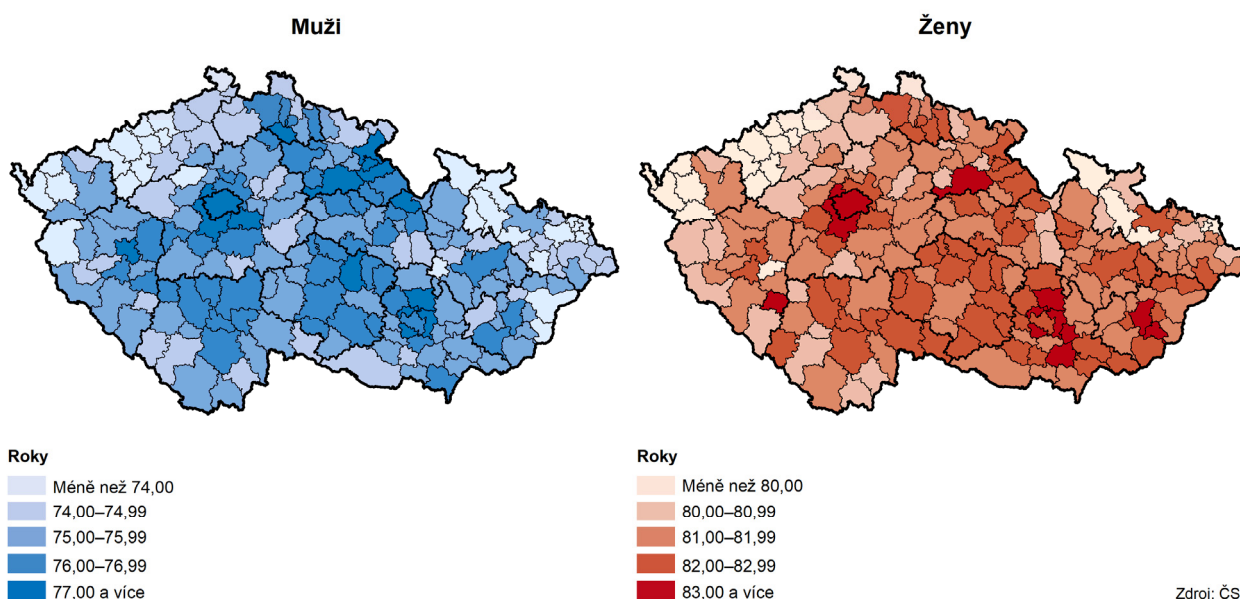 Muži
Ženy
Roky
Méně než 74,00
74,00–74,99
75,00–75,99
76,00–76,99
77,00 a více
Roky
Méně než 80,00
80,00–80,99
81,00–81,99
82,00–82,99
83,00 a více
Zdroj: ČS